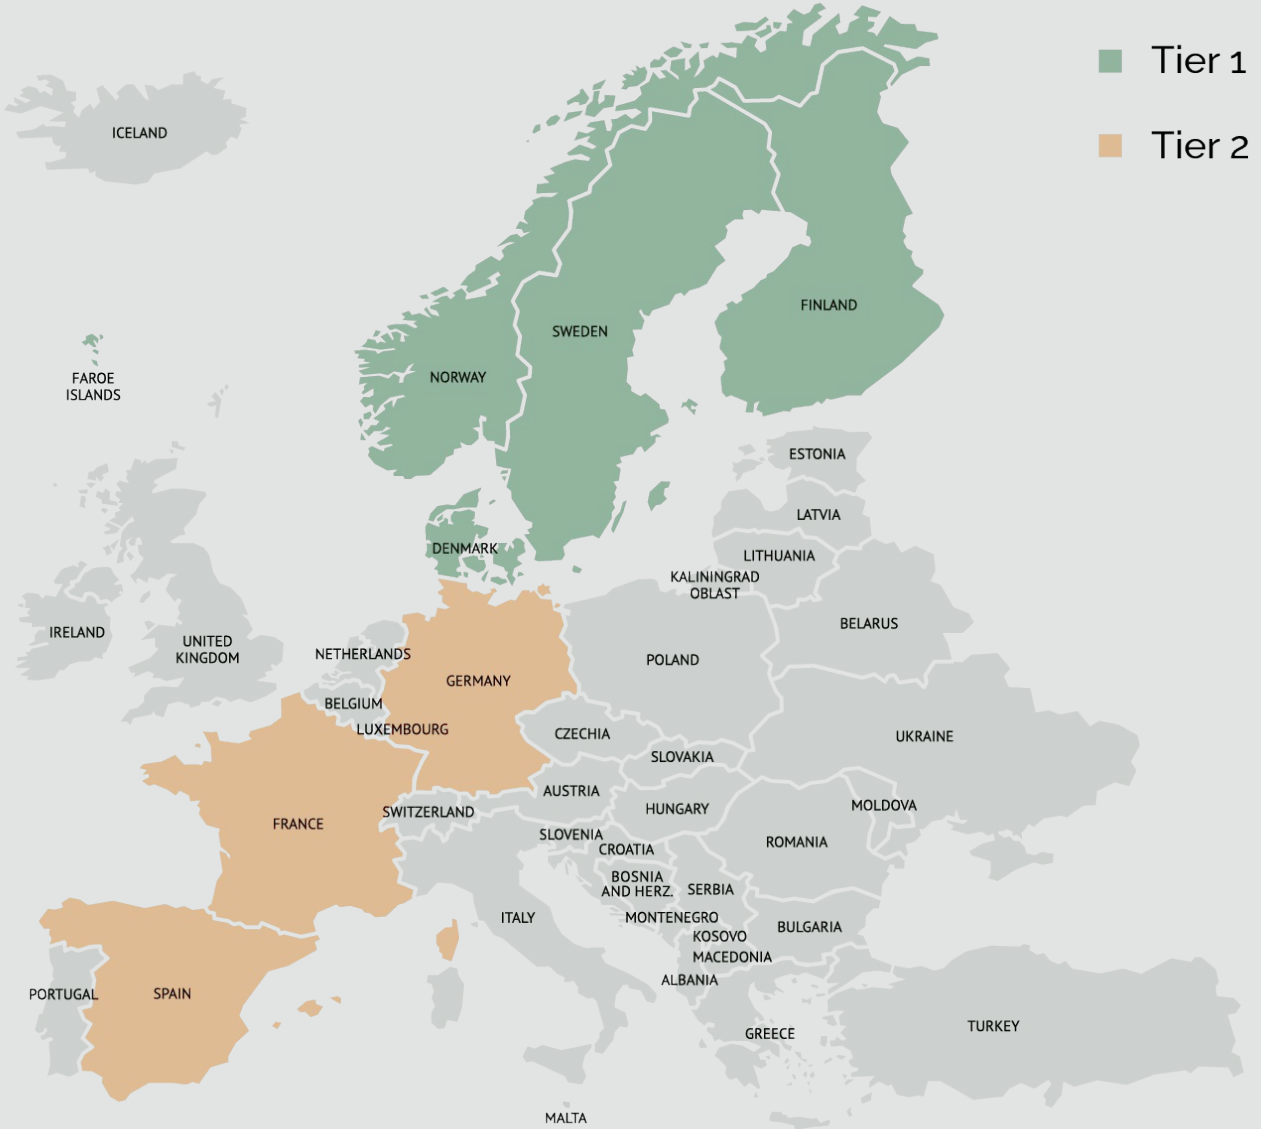 Tier 1
Tier 2
ICELAND
FAROE
ISLANDS
NORWAY
SWEDEN
FINLAND
DENMARK
ESTONIA
LATVIA
LITHUANIA
KALININGRAD
OBLAST
BELARUS
IRELAND
UNITED
KINGDOM
NETHERLANDS
BELGIUM
LUXEMBOURG
GERMANY
POLAND
CZECHIA
SLOVAKIA
UKRAINE
FRANCE
SWITZERLAND
AUSTRIA
HUNGARY
MOLDOVA
SLOVENIA
CROATIA
ROMANIA
BOSNIA
AND HERZ.
SERBIA
ITALY
MONTENEGRO
KOSOVO
BULGARIA
MACEDONIA
ALBANIA
PORTUGAL
SPAIN
GREECE
TURKEY
MALTA